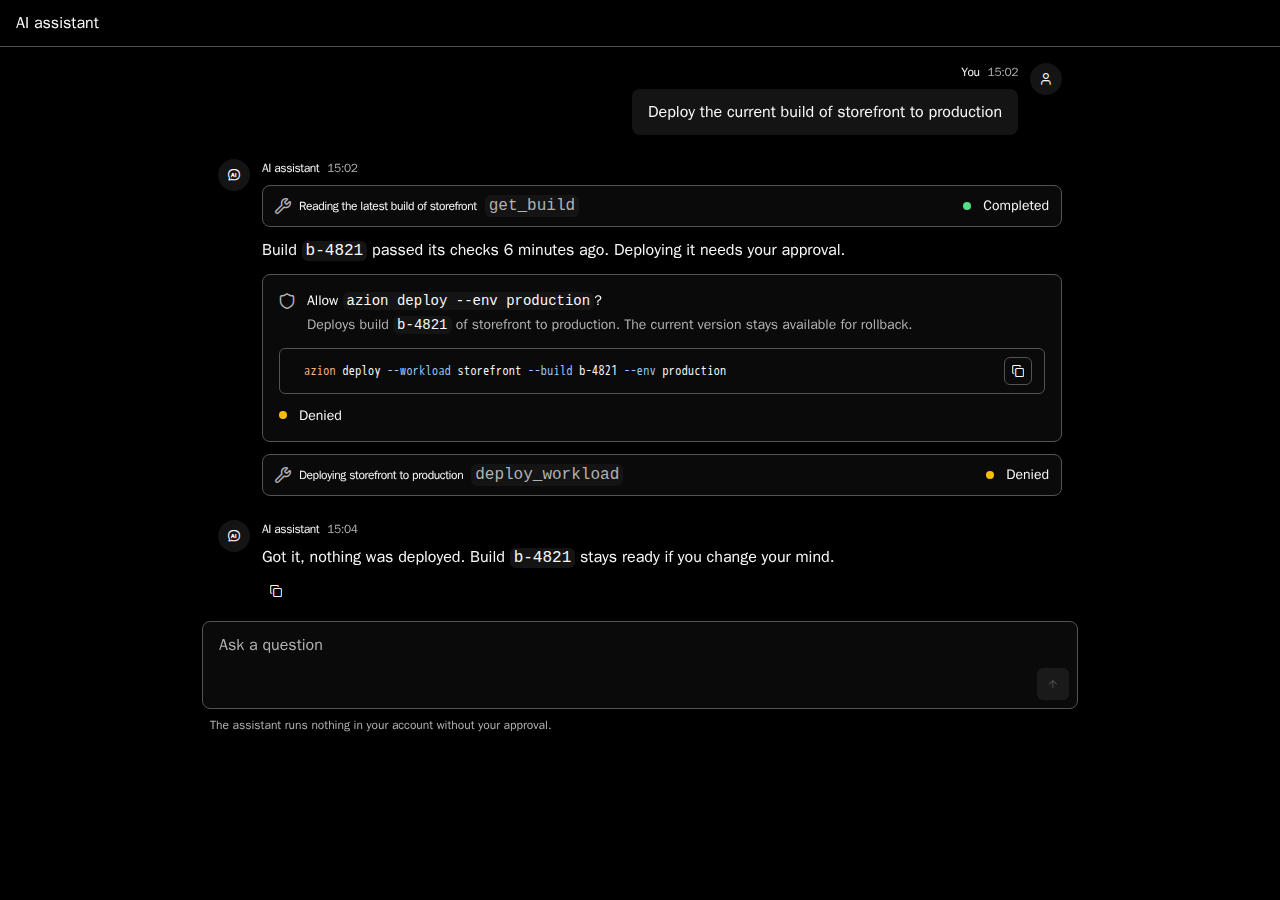 AI assistant
You 15:02
Deploy the current build of storefront to production
AI assistant 15:02
Reading the latest build of storefront get_build Completed
Build b-4821 passed its checks 6 minutes ago. Deploying it needs your approval.
Allow azion deploy --env production ?
Deploys build b-4821 of storefront to production. The current version stays available for rollback.
azion deploy --workload storefront --build b-4821 --env production
Denied
Deploying storefront to production deploy_workload Denied
AI assistant 15:04
Got it, nothing was deployed. Build b-4821 stays ready if you change your mind.
Ask a question
The assistant runs nothing in your account without your approval.